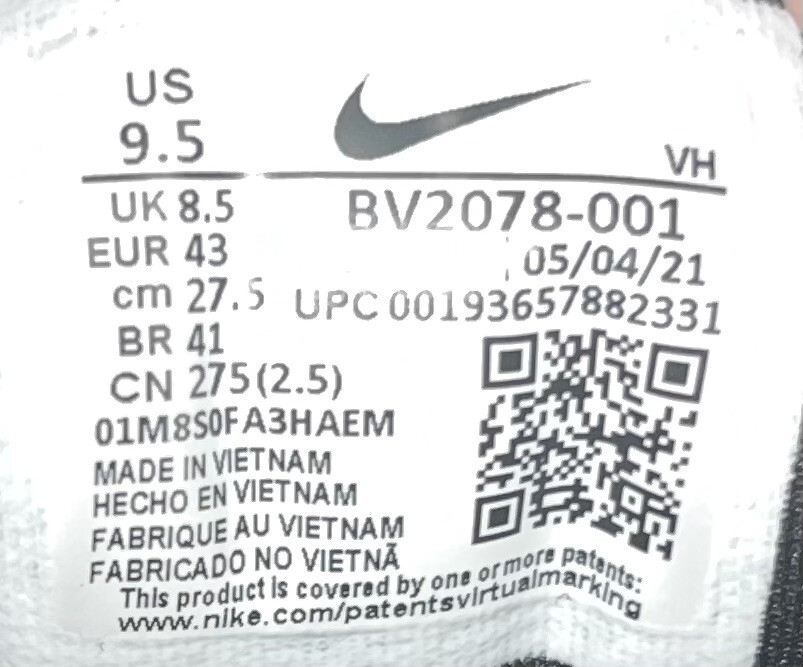 US
9.5
VH
UK 8.5
BV2078-001
EUR 43
05/04/21
cm 27.5
UPC 00193657882331
BR 41
CN 275(2.5)
01M8S0FA3HAEM
MADE IN VIETNAM
HECHO EN VIETNAM
FABRIQUE AU VIETNAM
FABRICADO NO VIETNÃ
This product is covered by one or more patents:
www.nike.com/patentsvirtualmarking